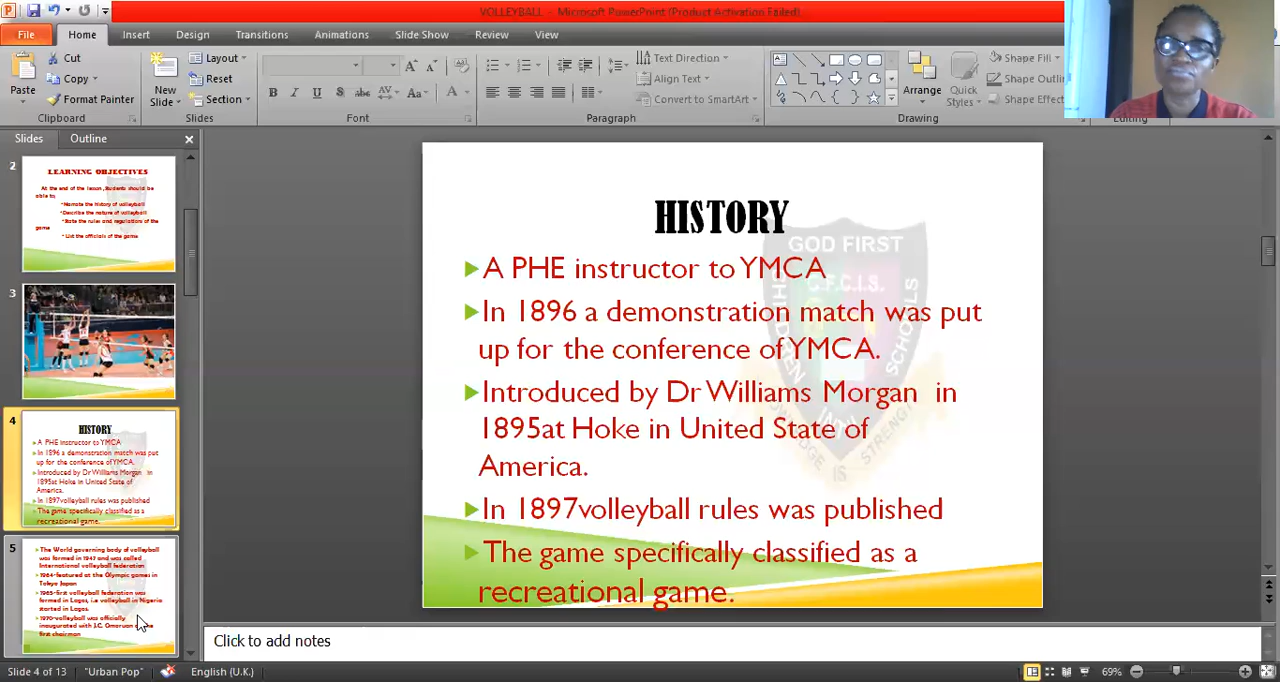 VOLLEYBALL - Microsoft PowerPoint (Product Activation Failed)
File Home Insert Design Transitions Animations Slide Show Review View
Cut
Copy
Format Painter
Paste
Clipboard
New
Slide
Layout
Reset
Section
Slides
Font
Text Direction
Align Text
Convert to SmartArt
Paragraph
Arrange
Quick
Styles
Drawing
Shape Fill
Shape Outlin
Shape Effect
Editing
Slides Outline
2
LEARNING OBJECTIVES
At the end of the lesson ,Students should be
able to;
Narrate the history of volleyball
Describe the nature of volleyball
State the rules and regulations of the
game
List the officials of the game
3
4
HISTORY
A PHE instructor to YMCA
In 1896 a demonstration match was put
up for the conference of YMCA.
Introduced by Dr Williams Morgan in
1895at Hoke in United State of
America.
In 1897volleyball rules was published
The game specifically classified as a
recreational game.
5
The World governing body of volleyball
was formed in 1947 and was called
International volleyball federation
1964-featured at the Olympic games in
Tokyo Japan
1963-first volleyball federation was
formed in Lagos, i.e volleyball in Nigeria
started in Lagos.
1970-volleyball was officially
inaugurated with J.C.
first chairman
HISTORY
A PHE instructor to YMCA
In 1896 a demonstration match was put
up for the conference of YMCA.
Introduced by Dr Williams Morgan in
1895at Hoke in United State of
America.
In 1897volleyball rules was published
The game specifically classified as a
recreational game.
GOD FIRST
C.F.C.I.S.
SCHOOLS
Click to add notes
Slide 4 of 13 "Urban Pop" English (U.K.) 69%